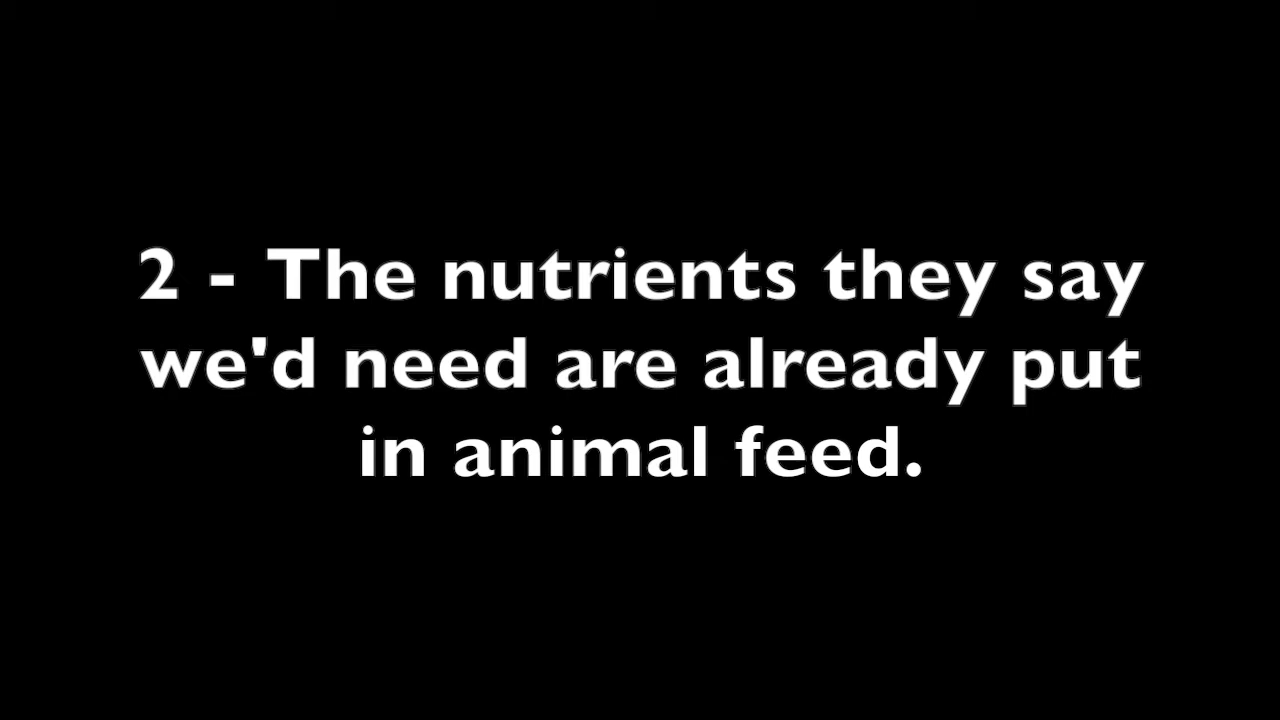 2 - The nutrients they say
we'd need are already put
in animal feed.